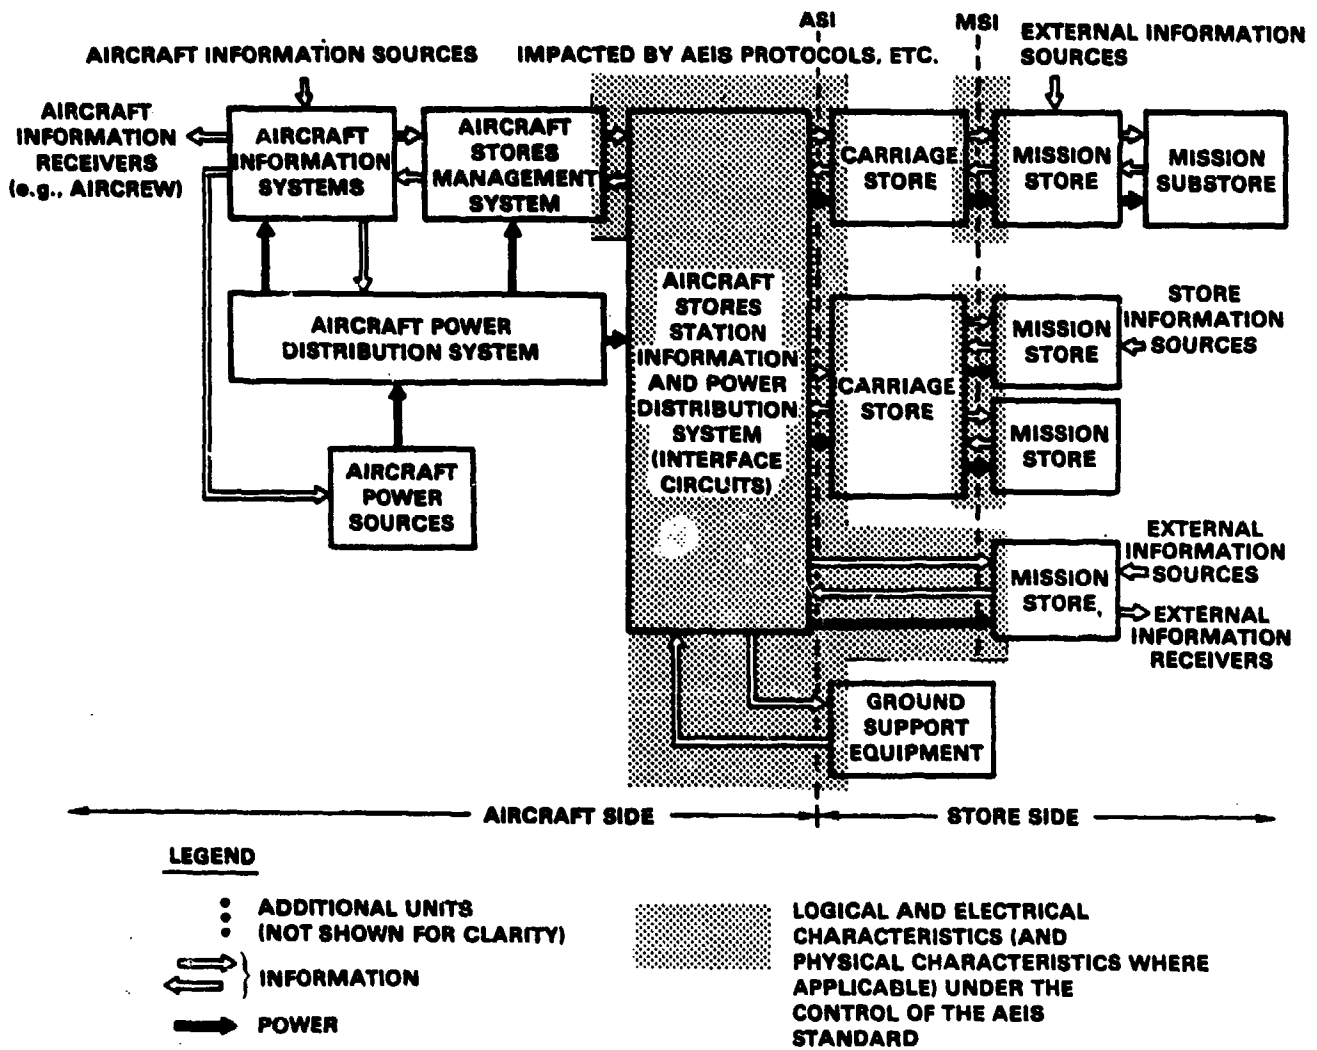 ASI
MSI
AIRCRAFT INFORMATION SOURCES
IMPACTED BY AEIS PROTOCOLS, ETC.
EXTERNAL INFORMATION
SOURCES
AIRCRAFT
INFORMATION
RECEIVERS
(e.g., AIRCREW)
AIRCRAFT
INFORMATION
SYSTEMS
AIRCRAFT
STORES
MANAGEMENT
SYSTEM
CARRIAGE
STORE
MISSION
STORE
MISSION
SUBSTORE
AIRCRAFT POWER
DISTRIBUTION SYSTEM
AIRCRAFT
STORES
STATION
INFORMATION
AND POWER
DISTRIBUTION
SYSTEM
(INTERFACE
CIRCUITS)
CARRIAGE
STORE
MISSION
STORE
STORE
INFORMATION
SOURCES
MISSION
STORE
AIRCRAFT
POWER
SOURCES
MISSION
STORE
EXTERNAL
INFORMATION
SOURCES
EXTERNAL
INFORMATION
RECEIVERS
GROUND
SUPPORT
EQUIPMENT
AIRCRAFT SIDE
STORE SIDE
LEGEND
ADDITIONAL UNITS
(NOT SHOWN FOR CLARITY)
INFORMATION
POWER
LOGICAL AND ELECTRICAL
CHARACTERISTICS (AND
PHYSICAL CHARACTERISTICS WHERE
APPLICABLE) UNDER THE
CONTROL OF THE AEIS
STANDARD